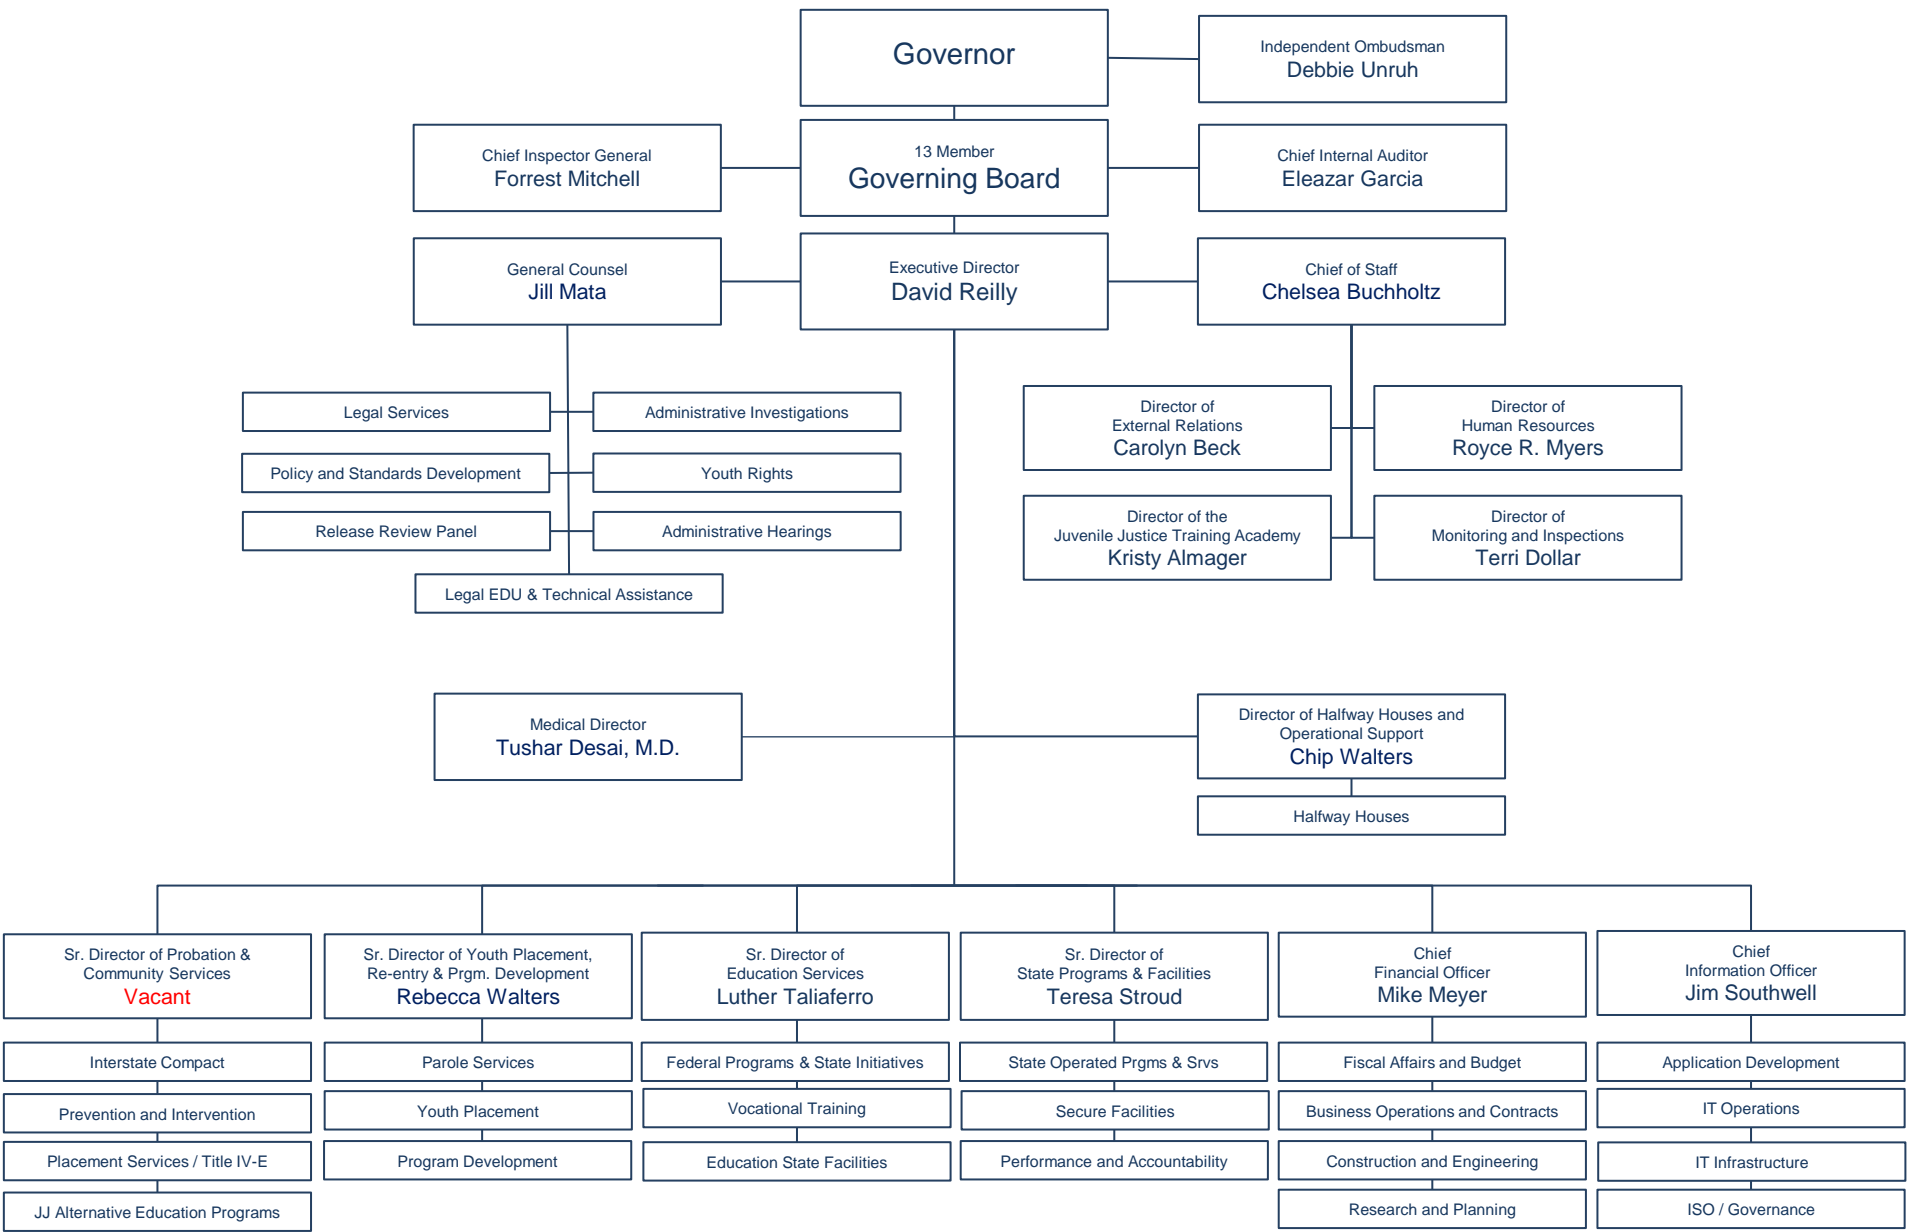 Governor
Independent Ombudsman
Debbie Unruh
Chief Inspector General
Forrest Mitchell
13 Member
Governing Board
Chief Internal Auditor
Eleazar Garcia
General Counsel
Jill Mata
Executive Director
David Reilly
Chief of Staff
Chelsea Buchholtz
Legal Services
Administrative Investigations
Policy and Standards Development
Youth Rights
Release Review Panel
Administrative Hearings
Legal EDU & Technical Assistance
Director of
External Relations
Carolyn Beck
Director of
Human Resources
Royce R. Myers
Director of the
Juvenile Justice Training Academy
Kristy Almager
Director of
Monitoring and Inspections
Terri Dollar
Medical Director
Tushar Desai, M.D.
Director of Halfway Houses and
Operational Support
Chip Walters
Halfway Houses
Sr. Director of Probation &
Community Services
Vacant
Interstate Compact
Prevention and Intervention
Placement Services / Title IV-E
JJ Alternative Education Programs
Sr. Director of Youth Placement,
Re-entry & Prgm. Development
Rebecca Walters
Parole Services
Youth Placement
Program Development
Sr. Director of
Education Services
Luther Taliaferro
Federal Programs & State Initiatives
Vocational Training
Education State Facilities
Sr. Director of
State Programs & Facilities
Teresa Stroud
State Operated Prgms & Srvs
Secure Facilities
Performance and Accountability
Chief
Financial Officer
Mike Meyer
Fiscal Affairs and Budget
Business Operations and Contracts
Construction and Engineering
Research and Planning
Chief
Information Officer
Jim Southwell
Application Development
IT Operations
IT Infrastructure
ISO / Governance